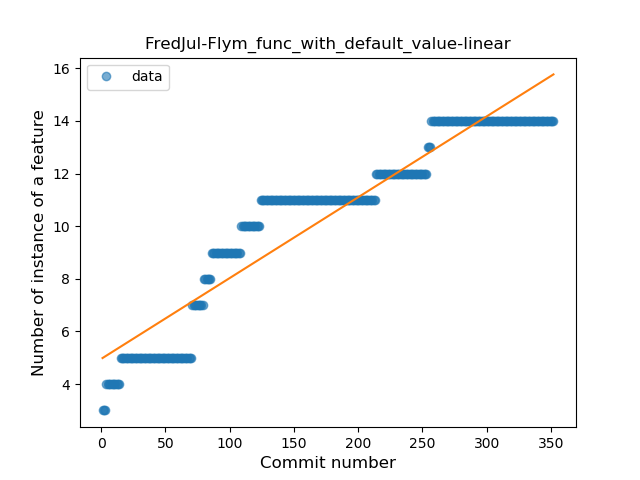 FredJul-Flym_func_with_default_value-linear
data
Number of instance of a feature
16
14
12
10
8
6
4
0 50 100 150 200 250 300 350
Commit number